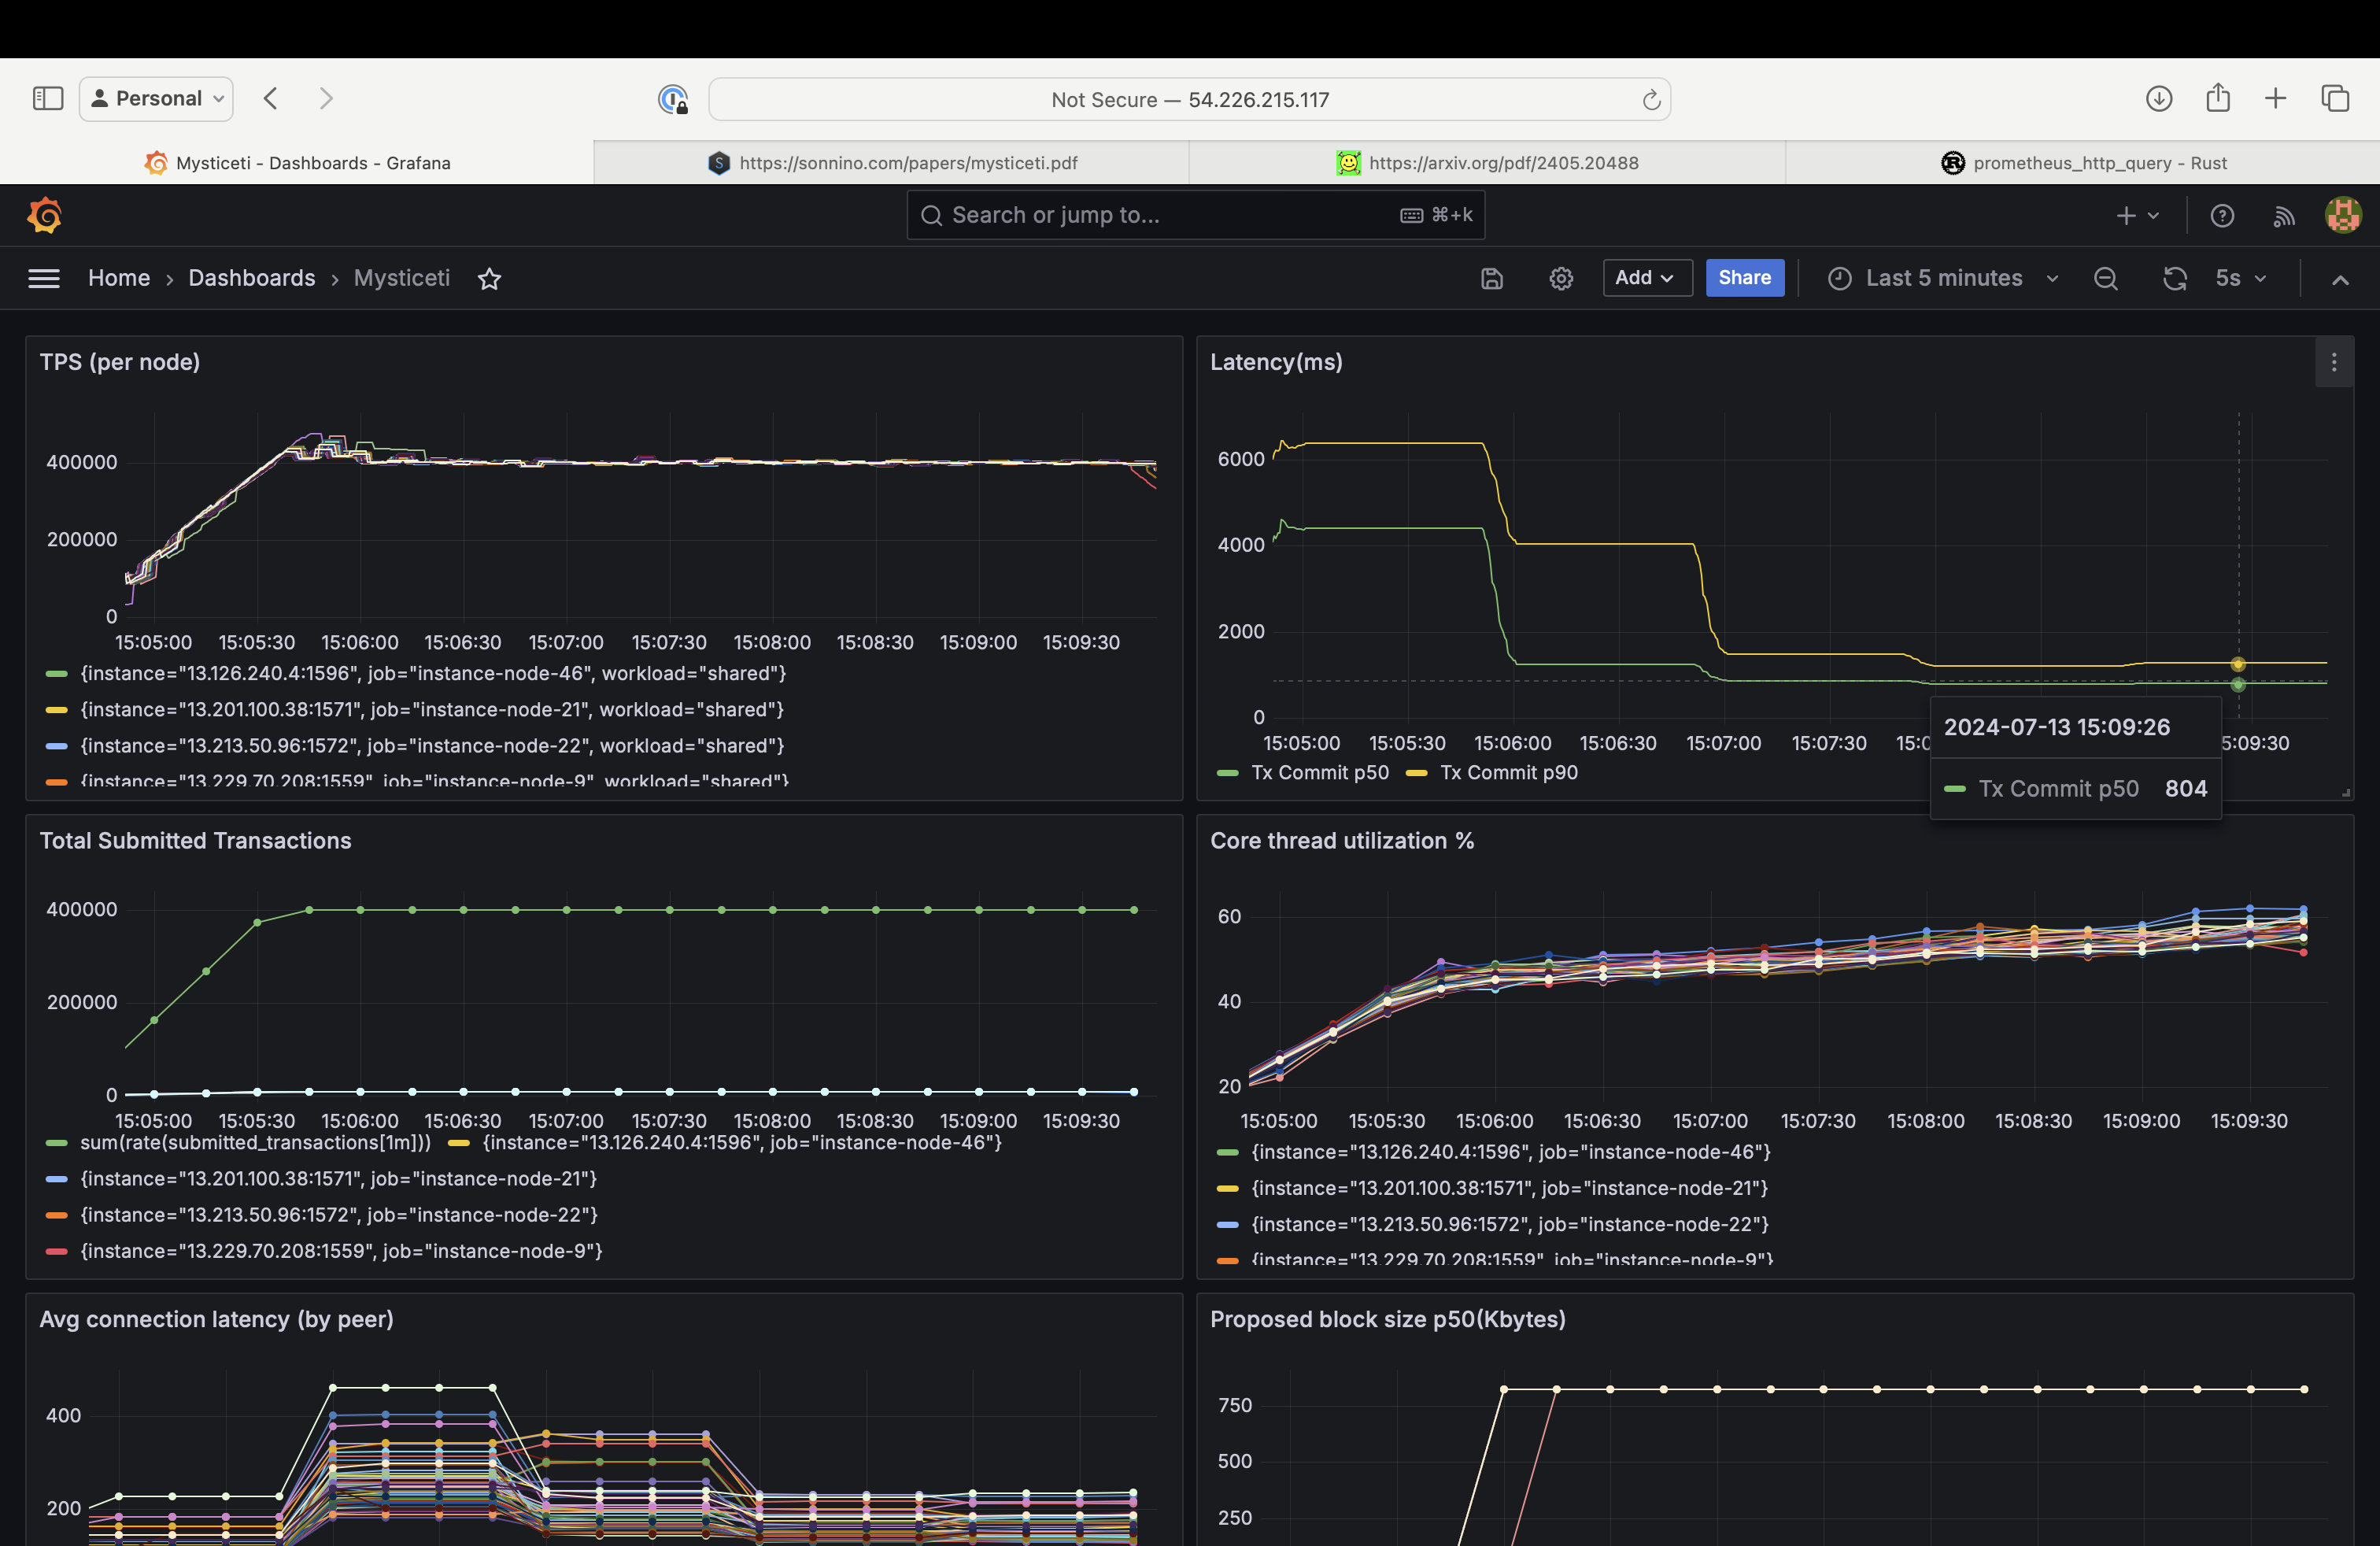 Personal
Not Secure — 54.226.215.117
Mysticeti - Dashboards - Grafana
https://sonnino.com/papers/mysticeti.pdf
https://arxiv.org/pdf/2405.20488
prometheus_http_query - Rust
Search or jump to...
⌘+k
Home › Dashboards › Mysticeti
Add
Share
Last 5 minutes
5s
TPS (per node)
400000
200000
0
15:05:00 15:05:30 15:06:00 15:06:30 15:07:00 15:07:30 15:08:00 15:08:30 15:09:00 15:09:30
{instance="13.126.240.4:1596", job="instance-node-46", workload="shared"}
{instance="13.201.100.38:1571", job="instance-node-21", workload="shared"}
{instance="13.213.50.96:1572", job="instance-node-22", workload="shared"}
{instance="13.229.70.208:1559", job="instance-node-9", workload="shared"}
Latency(ms)
6000
4000
2000
0
15:05:00 15:05:30 15:06:00 15:06:30 15:07:00 15:07:30 15:0 5:09:30
Tx Commit p50 Tx Commit p90
2024-07-13 15:09:26
Tx Commit p50 804
Total Submitted Transactions
400000
200000
0
15:05:00 15:05:30 15:06:00 15:06:30 15:07:00 15:07:30 15:08:00 15:08:30 15:09:00 15:09:30
sum(rate(submitted_transactions[1m])) {instance="13.126.240.4:1596", job="instance-node-46"}
{instance="13.201.100.38:1571", job="instance-node-21"}
{instance="13.213.50.96:1572", job="instance-node-22"}
{instance="13.229.70.208:1559", job="instance-node-9"}
Core thread utilization %
60
40
20
15:05:00 15:05:30 15:06:00 15:06:30 15:07:00 15:07:30 15:08:00 15:08:30 15:09:00 15:09:30
{instance="13.126.240.4:1596", job="instance-node-46"}
{instance="13.201.100.38:1571", job="instance-node-21"}
{instance="13.213.50.96:1572", job="instance-node-22"}
{instance="13.229.70.208:1559", job="instance-node-9"}
Avg connection latency (by peer)
400
200
Proposed block size p50(Kbytes)
750
500
250